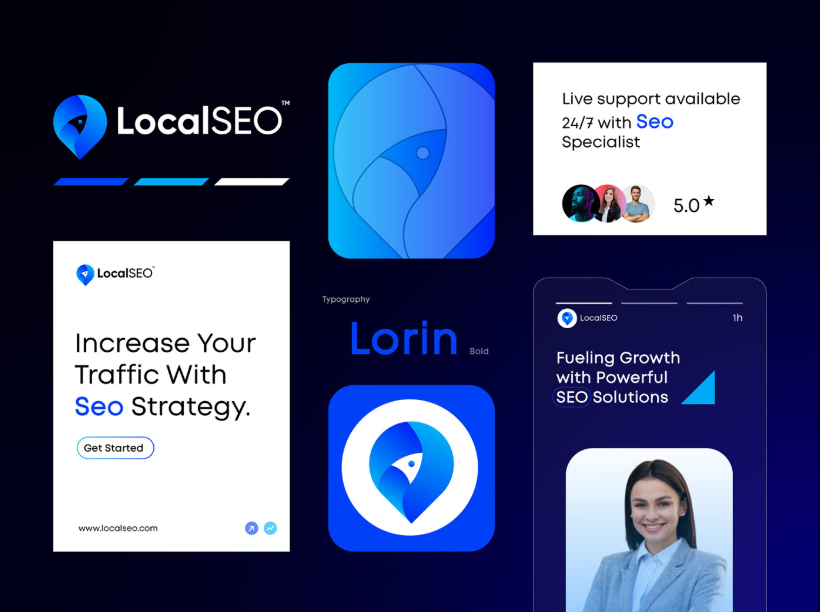 LocalSEO™
LocalSEO™
Increase Your
Traffic With
Seo Strategy.
Get Started
www.localseo.com
Typography
Lorin
Bold
Live support available
24/7 with Seo
Specialist
5.0★
LocalSEO
1h
Fueling Growth
with Powerful
SEO Solutions